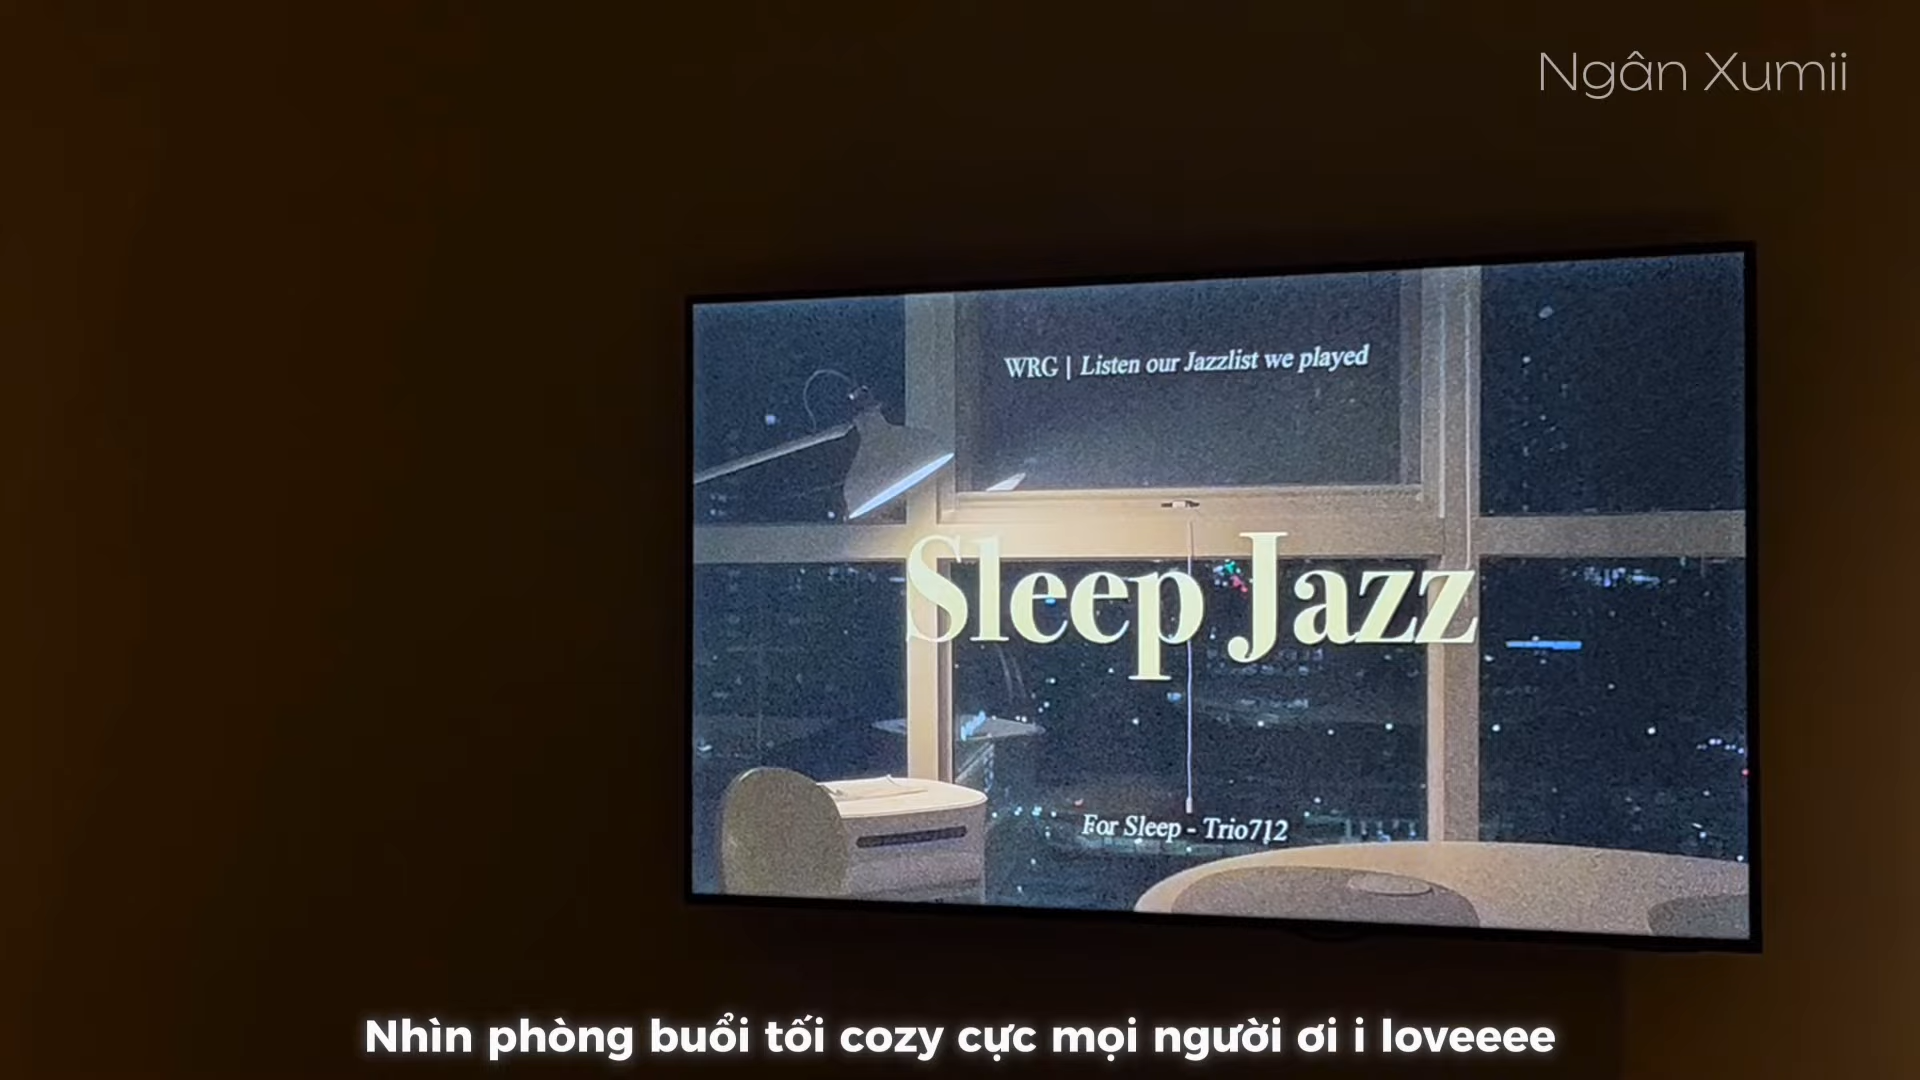 Ngân Xumii
WRG | Listen our Jazzlist we played
Sleep Jazz
For Sleep - Trio712
Nhìn phòng buổi tối cozy cực mọi người ơi i loveeee